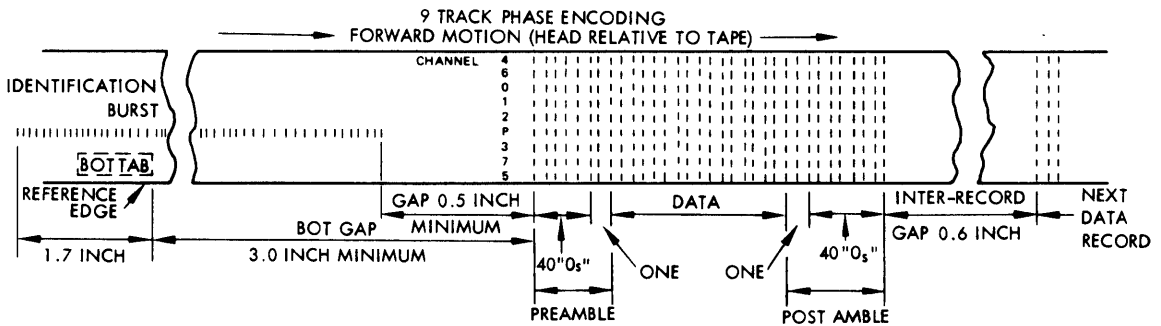 9 TRACK PHASE ENCODING
FORWARD MOTION (HEAD RELATIVE TO TAPE)
CHANNEL
4
6
0
1
2
P
3
7
5
IDENTIFICATION
BURST
BOT TAB
REFERENCE
EDGE
1.7 INCH
GAP 0.5 INCH
MINIMUM
BOT GAP
3.0 INCH MINIMUM
40"0s"
ONE
PREAMBLE
DATA
ONE
40"0s"
POST AMBLE
INTER-RECORD
GAP 0.6 INCH
NEXT
DATA
RECORD